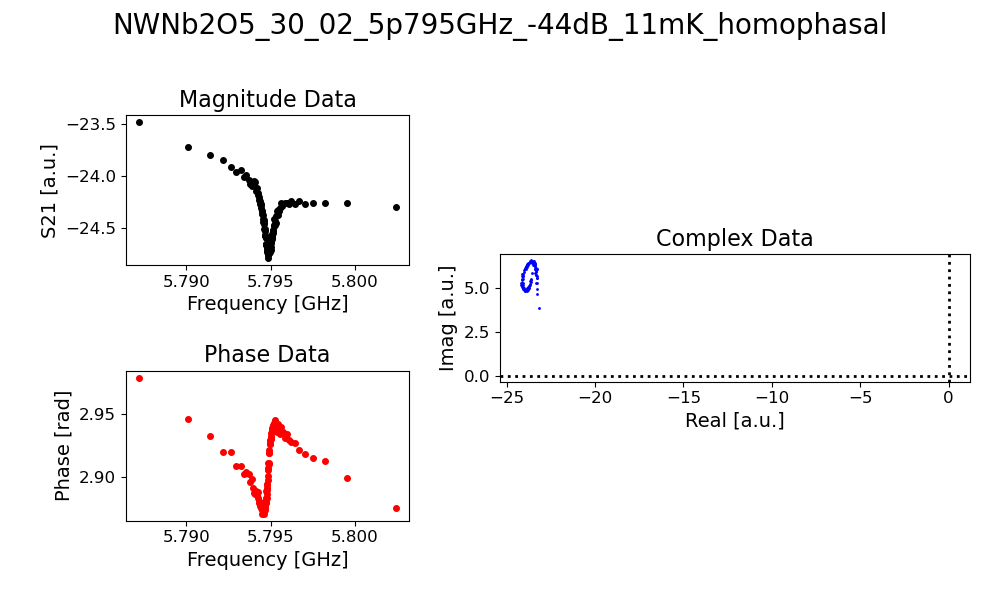 NWNb2O5_30_02_5p795GHz_-44dB_11mK_homophasal
Magnitude Data
S21 [a.u.]
−23.5
−24.0
−24.5
5.790 5.795 5.800
Frequency [GHz]
Phase Data
Phase [rad]
2.95
2.90
5.790 5.795 5.800
Frequency [GHz]
Complex Data
Imag [a.u.]
5.0
2.5
0.0
−25 −20 −15 −10 −5 0
Real [a.u.]